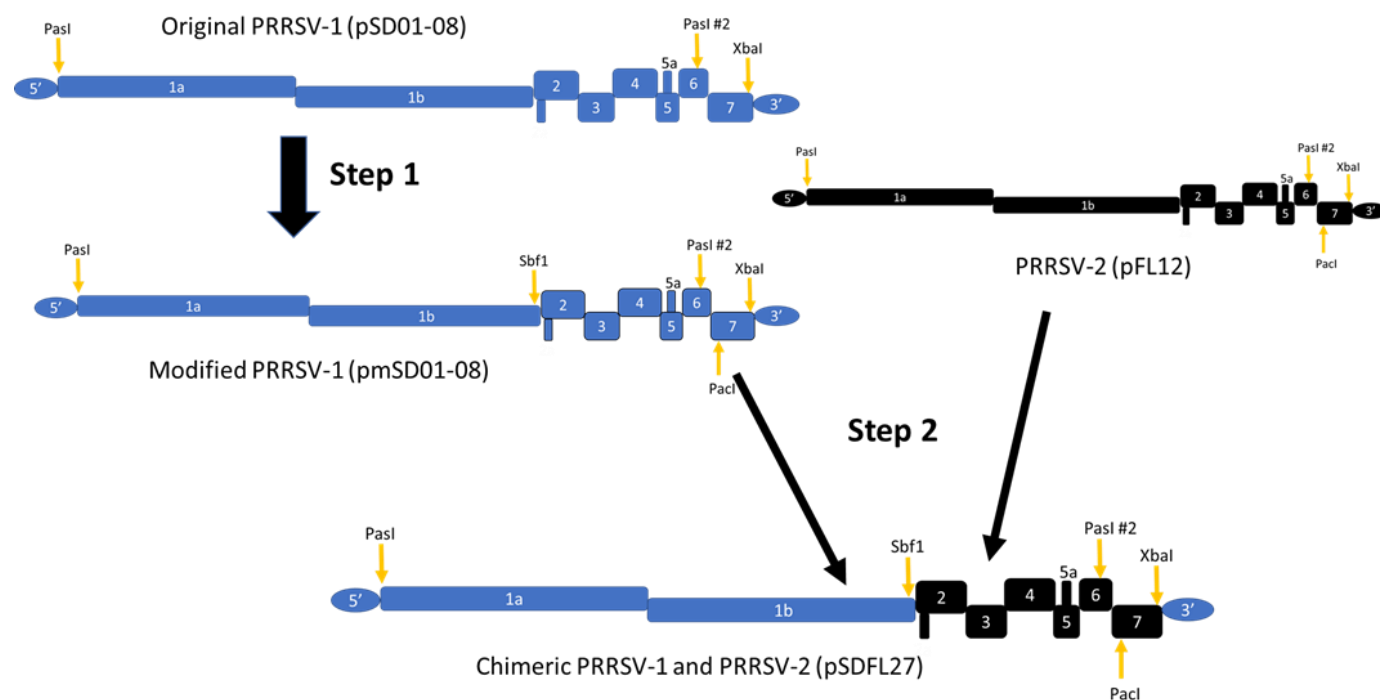 Original PRRSV-1 (pSD01-08)
PasI
PasI #2
XbaI
5'
1a
1b
2
3
4
5a
5
6
7
3'
Step 1
PasI
Sbf1
PasI #2
XbaI
5'
1a
1b
2
3
4
5a
5
6
7
3'
PacI
Modified PRRSV-1 (pmSD01-08)
PasI
PasI #2
XbaI
5'
1a
1b
2
3
4
5a
5
6
7
3'
PacI
PRRSV-2 (pFL12)
Step 2
PasI
Sbf1
PasI #2
XbaI
5'
1a
1b
2
3
4
5a
5
6
7
3'
PacI
Chimeric PRRSV-1 and PRRSV-2 (pSDFL27)